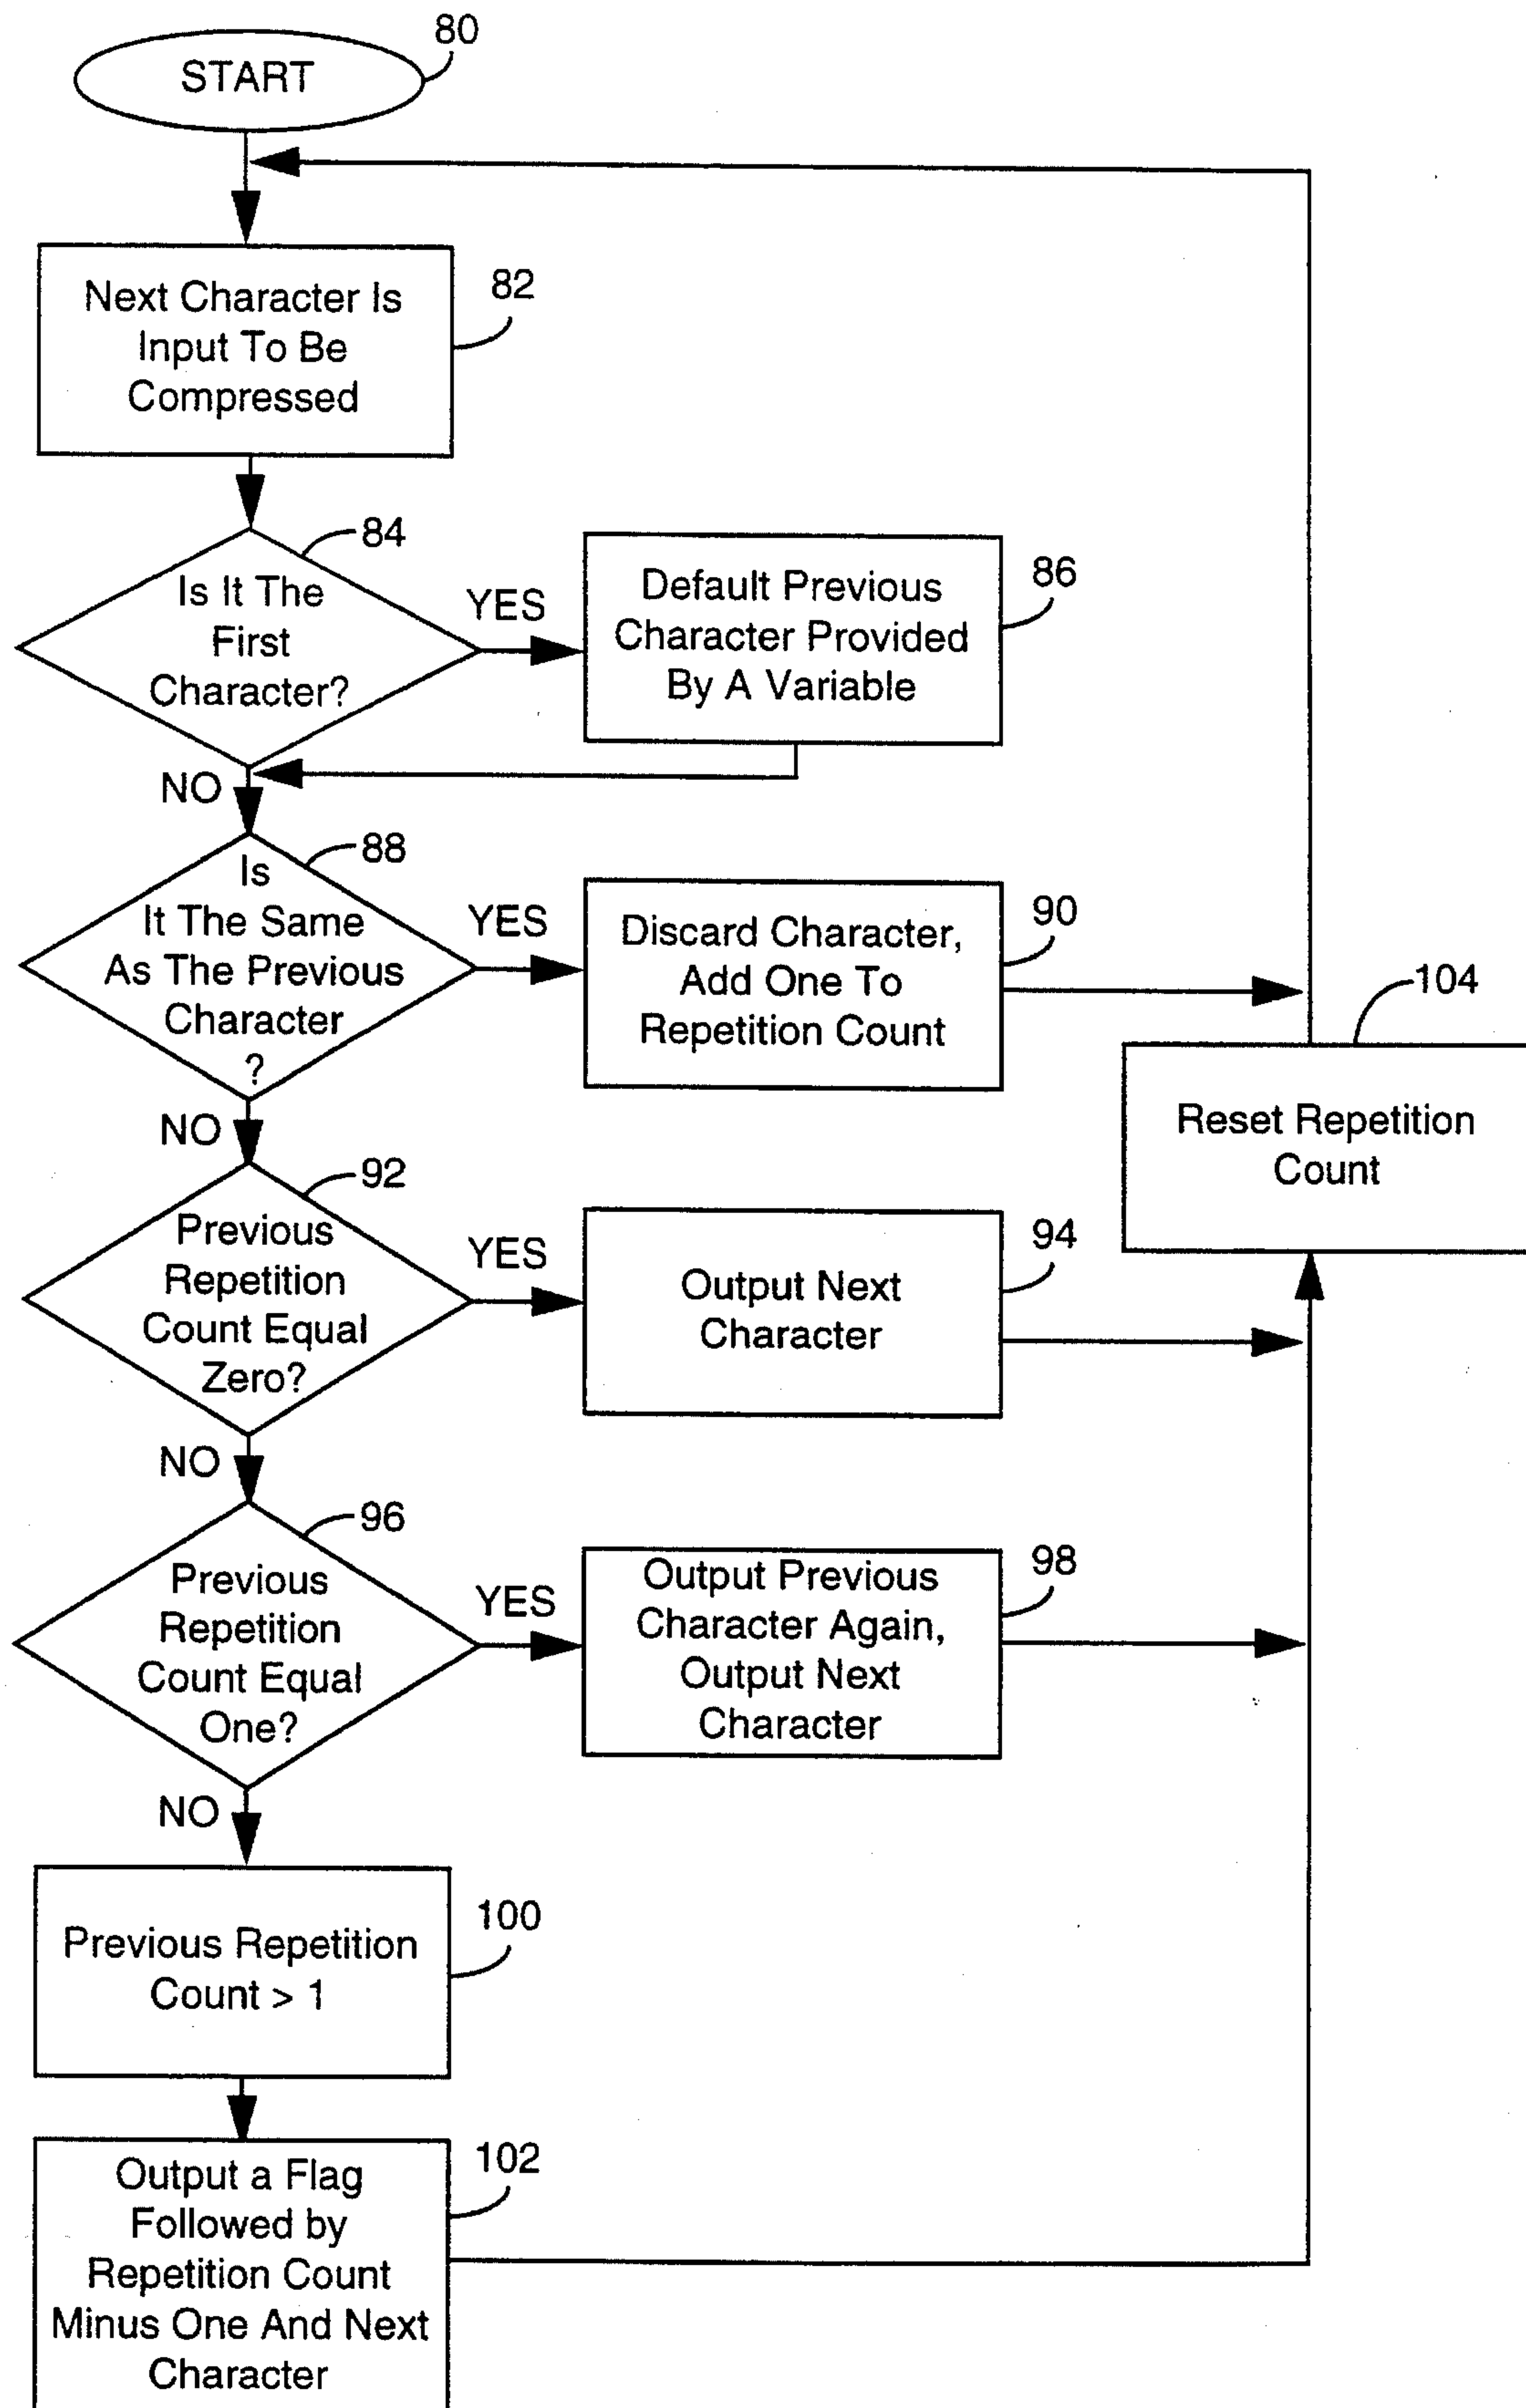 80
START
Next Character Is
Input To Be
Compressed
82
84
Is It The
First
Character?
YES
Default Previous
Character Provided
By A Variable
86
NO
88
Is
It The Same
As The Previous
Character
?
YES
Discard Character,
Add One To
Repetition Count
90
104
Reset Repetition
Count
NO
92
Previous
Repetition
Count Equal
Zero?
YES
Output Next
Character
94
NO
96
Previous
Repetition
Count Equal
One?
YES
Output Previous
Character Again,
Output Next
Character
98
NO
Previous Repetition
Count > 1
100
Output a Flag
Followed by
Repetition Count
Minus One And Next
Character
102